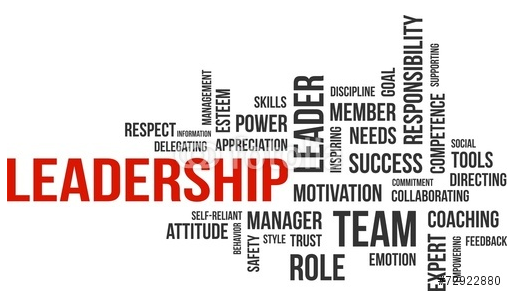 RESPONSIBILITY
SUPPORTING
GOAL
DISCIPLINE
LEADER
MANAGEMENT
ESTEEM
SKILLS
MEMBER
COMPETENCE
POWER
RESPECT
INFORMATION
NEEDS
INSPIRING
DELEGATING
APPRECIATION
SOCIAL
SUCCESS
TOOLS
LEADERSHIP
COMMITMENT
DIRECTING
MOTIVATION
COLLABORATING
SELF-RELIANT
MANAGER
TEAM
COACHING
ATTITUDE
BEHAVIOR
SAFETY
STYLE
TRUST
EXPERT
EMPOWERING
FEEDBACK
ROLE
EMOTION
#72922880